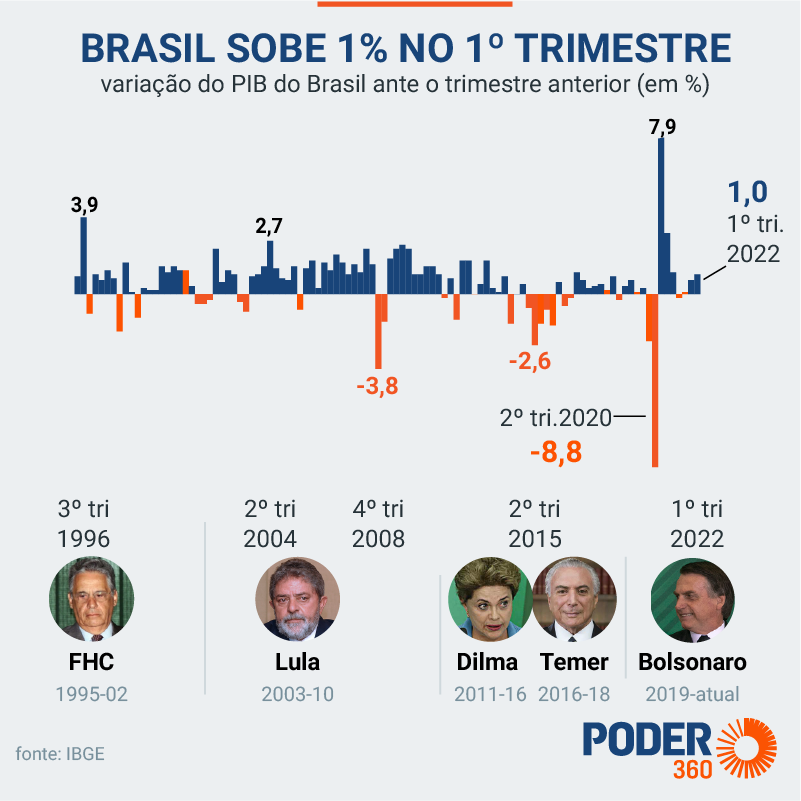 BRASIL SOBE 1% NO 1º TRIMESTRE
variação do PIB do Brasil ante o trimestre anterior (em %)
7,9
3,9
2,7
1,0
1º tri.
2022
-3,8
-2,6
2º tri.2020
-8,8
3º tri
1996
2º tri
2004
4º tri
2008
2º tri
2015
1º tri
2022
FHC
1995-02
Lula
2003-10
Dilma
2011-16
Temer
2016-18
Bolsonaro
2019-atual
fonte: IBGE
PODER
360